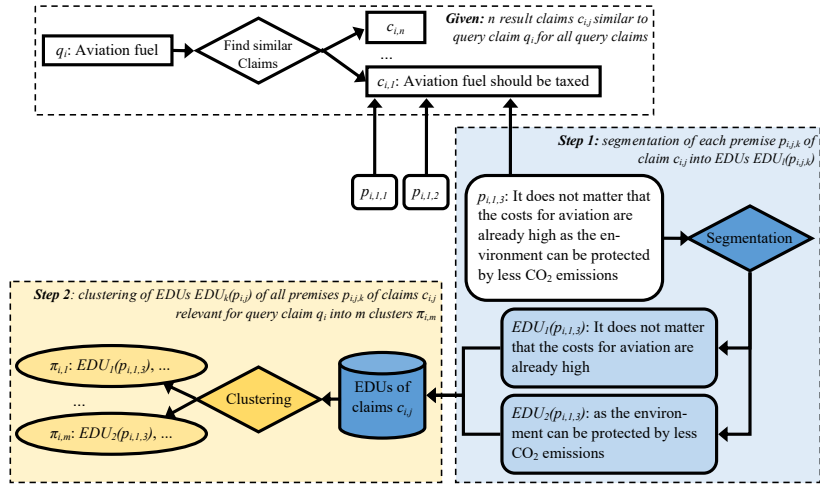 Given: n result claims c_{i,j} similar to
query claim q_i for all query claims
q_i: Aviation fuel
Find similar
Claims
c_{i,n}
...
c_{i,1}: Aviation fuel should be taxed
p_{i,1,1}
p_{i,1,2}
Step 1: segmentation of each premise p_{i,j,k} of
claim c_{i,j} into EDUs EDU_l(p_{i,j,k})
p_{i,1,3}: It does not matter that
the costs for aviation are
already high as the en-
vironment can be protected
by less CO₂ emissions
Segmentation
EDU_1(p_{i,1,3}): It does not matter
that the costs for aviation are
already high
EDU_2(p_{i,1,3}): as the environ-
ment can be protected by less
CO₂ emissions
Step 2: clustering of EDUs EDU_k(p_{i,j}) of all premises p_{i,j,k} of claims c_{i,j}
relevant for query claim q_i into m clusters π_{i,m}
π_{i,1}: EDU_1(p_{i,1,3}), ...
...
π_{i,m}: EDU_2(p_{i,1,3}), ...
Clustering
EDUs of
claims c_{i,j}